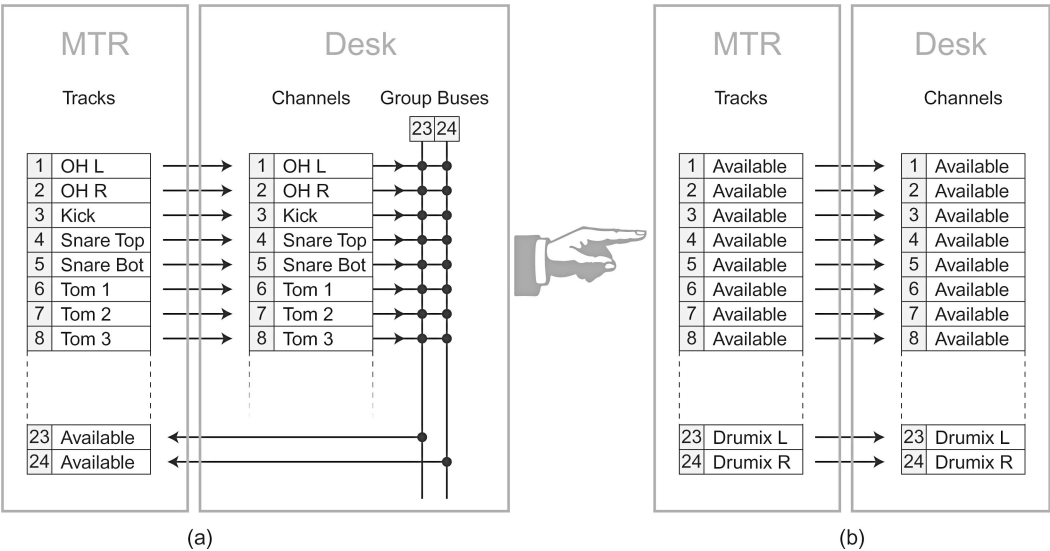 MTR Desk MTR Desk
Tracks Channels Group Buses Tracks Channels
23 24
1 OH L 1 OH L 1 Available 1 Available
2 OH R 2 OH R 2 Available 2 Available
3 Kick 3 Kick 3 Available 3 Available
4 Snare Top 4 Snare Top 4 Available 4 Available
5 Snare Bot 5 Snare Bot 5 Available 5 Available
6 Tom 1 6 Tom 1 6 Available 6 Available
7 Tom 2 7 Tom 2 7 Available 7 Available
8 Tom 3 8 Tom 3 8 Available 8 Available
23 Available 23 Drumix L 23 Drumix L
24 Available 24 Drumix R 24 Drumix R
(a) (b)